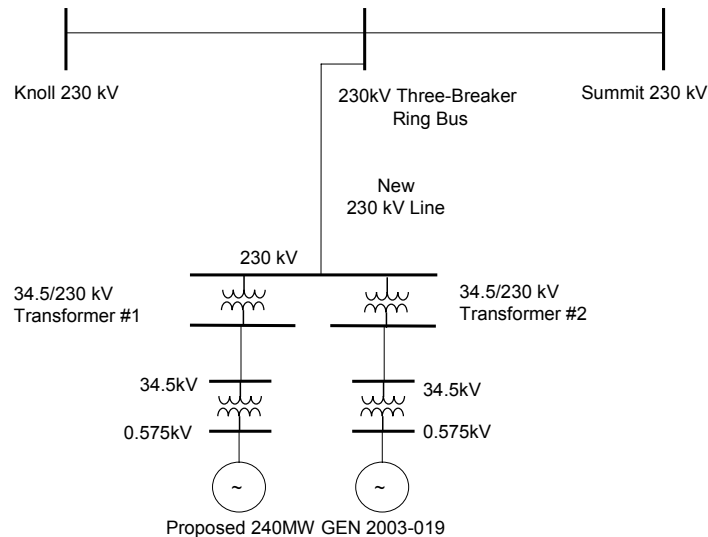 Knoll 230 kV
230kV Three-Breaker
Ring Bus
Summit 230 kV
New
230 kV Line
230 kV
34.5/230 kV
Transformer #1
34.5/230 kV
Transformer #2
34.5kV
34.5kV
0.575kV
0.575kV
~
~
Proposed 240MW GEN 2003-019